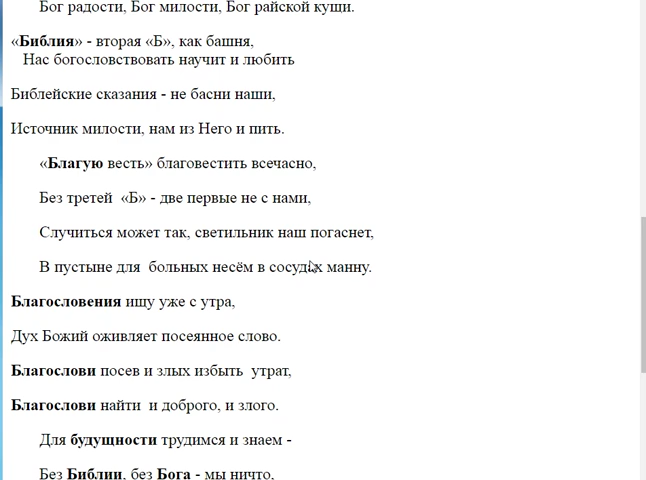 Бог радости, Бог милости, Бог райской кущи.
«Библия» - вторая «Б», как башня,
Нас богословствовать научит и любить
Библейские сказания - не басни наши,
Источник милости, нам из Него и пить.
«Благую весть» благовестить всечасно,
Без третей «Б» - две первые не с нами,
Случиться может так, светильник наш погаснет,
В пустыне для больных несём в сосудах манну.
Благословения ищу уже с утра,
Дух Божий оживляет посеянное слово.
Благослови посев и злых избыть утрат,
Благослови найти и доброго, и злого.
Для будущности трудимся и знаем -
Без Библии, без Бога - мы ничто,